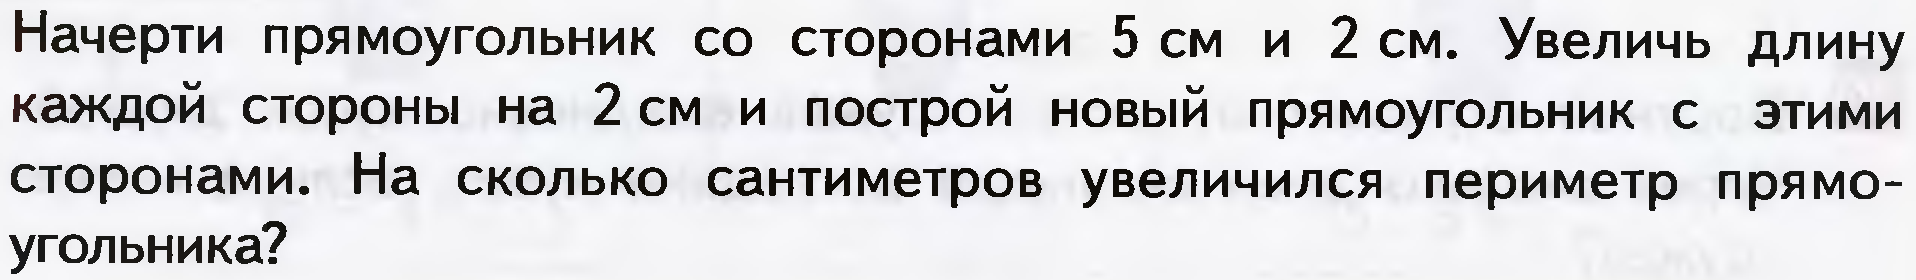 Начерти прямоугольник со сторонами 5 см и 2 см. Увеличь длину
каждой стороны на 2 см и построй новый прямоугольник с этими
сторонами. На сколько сантиметров увеличился периметр прямо-
угольника?